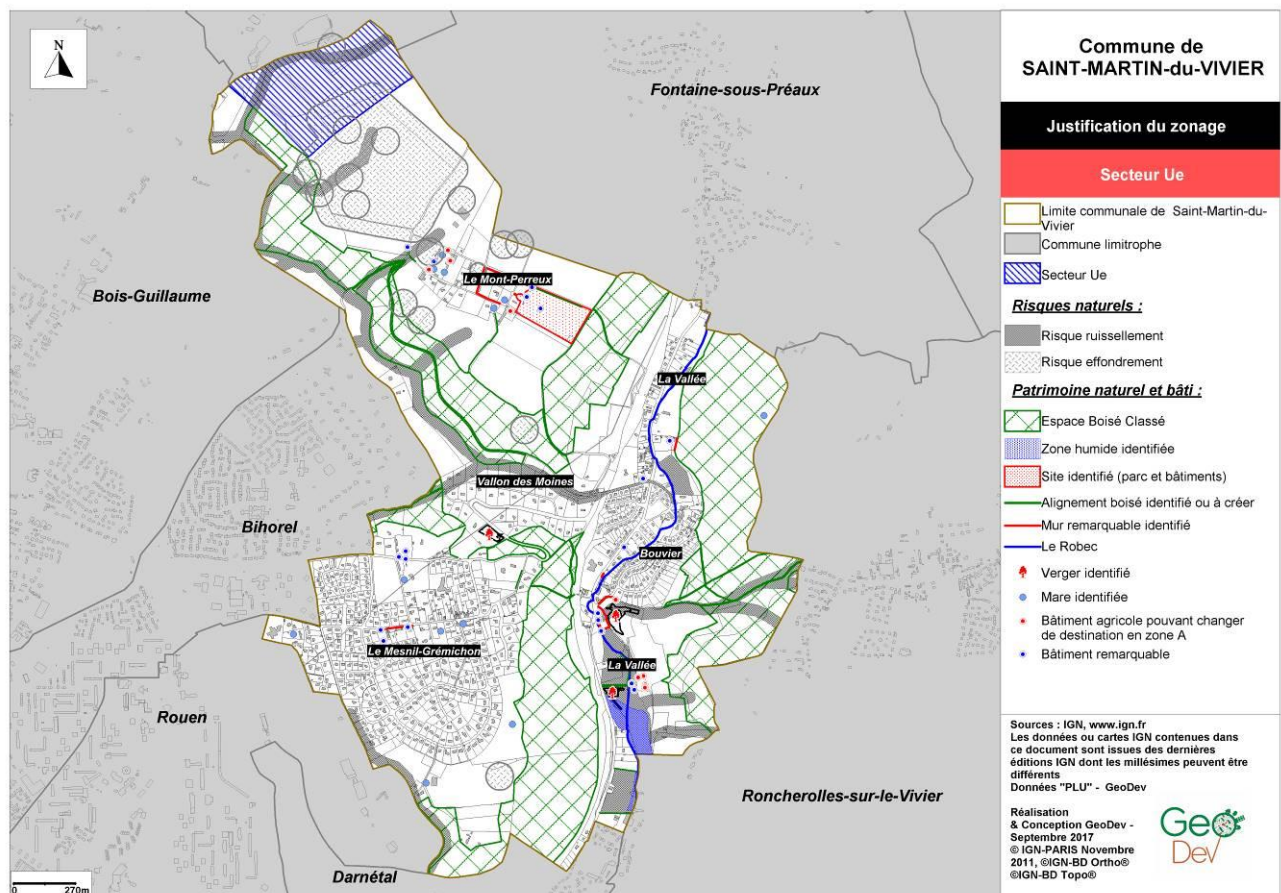 N
Fontaine-sous-Préaux
Bois-Guillaume
Le Mont-Perreux
La Vallée
Vallon des Moines
Bihorel
Bouvier
Le Mesnil-Grémichon
La Vallée
Rouen
Roncherolles-sur-le-Vivier
Darnétal
0 270m
Commune de
SAINT-MARTIN-du-VIVIER
Justification du zonage
Secteur Ue
Limite communale de Saint-Martin-du-
Vivier
Commune limitrophe
Secteur Ue
Risques naturels :
Risque ruissellement
Risque effondrement
Patrimoine naturel et bâti :
Espace Boisé Classé
Zone humide identifiée
Site identifié (parc et bâtiments)
Alignement boisé identifié ou à créer
Mur remarquable identifié
Le Robec
Verger identifié
Mare identifiée
Bâtiment agricole pouvant changer
de destination en zone A
Bâtiment remarquable
Sources : IGN, www.ign.fr
Les données ou cartes IGN contenues dans
ce document sont issues des dernières
éditions IGN dont les millésimes peuvent être
différents
Données "PLU" - GeoDev
Réalisation
& Conception GeoDev -
Septembre 2017
© IGN-PARIS Novembre
2011, ©IGN-BD Ortho®
©IGN-BD Topo®
Geo
Dev